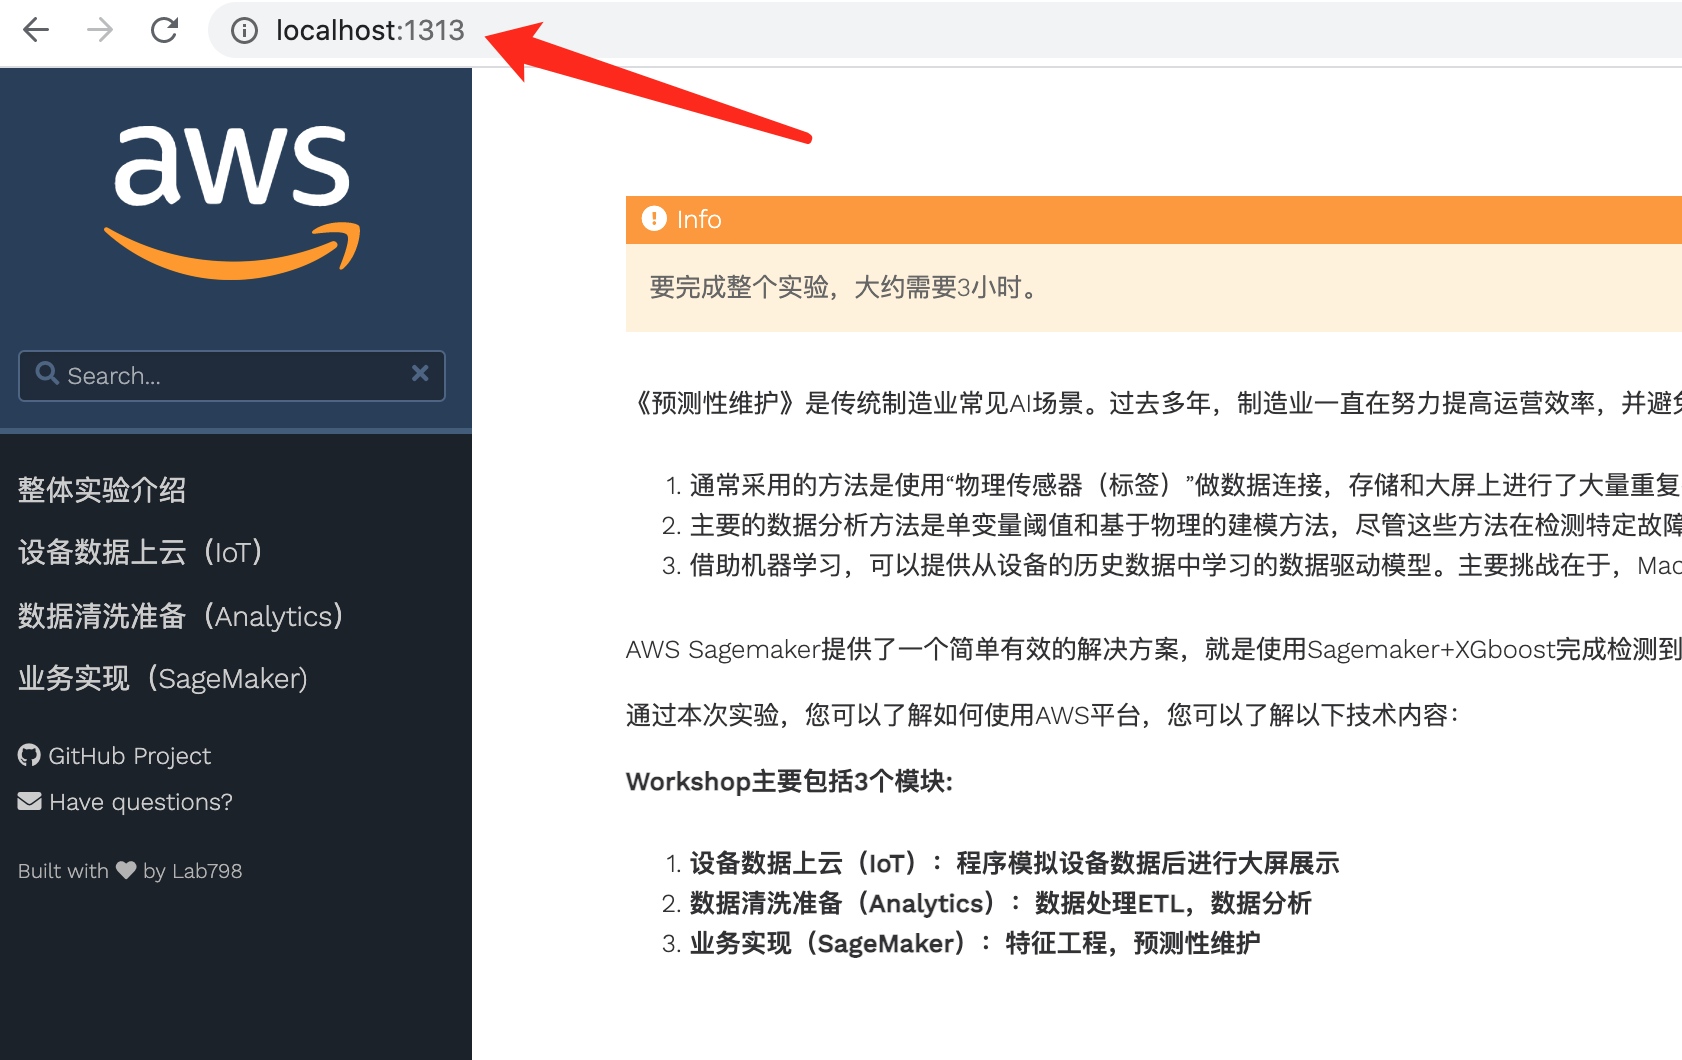 localhost:1313
aws
Search...
整体实验介绍
设备数据上云（IoT）
数据清洗准备（Analytics）
业务实现（SageMaker)
GitHub Project
Have questions?
Built with ♥ by Lab798
Info
要完成整个实验，大约需要3小时。
《预测性维护》是传统制造业常见AI场景。过去多年，制造业一直在努力提高运营效率，并避免
1. 通常采用的方法是使用“物理传感器（标签）”做数据连接，存储和大屏上进行了大量重复
2. 主要的数据分析方法是单变量阈值和基于物理的建模方法，尽管这些方法在检测特定故障
3. 借助机器学习，可以提供从设备的历史数据中学习的数据驱动模型。主要挑战在于，Mac
AWS Sagemaker提供了一个简单有效的解决方案，就是使用Sagemaker+XGboost完成检测到
通过本次实验，您可以了解如何使用AWS平台，您可以了解以下技术内容：
Workshop主要包括3个模块:
1. 设备数据上云（IoT）：程序模拟设备数据后进行大屏展示
2. 数据清洗准备（Analytics）：数据处理ETL，数据分析
3. 业务实现（SageMaker）：特征工程，预测性维护